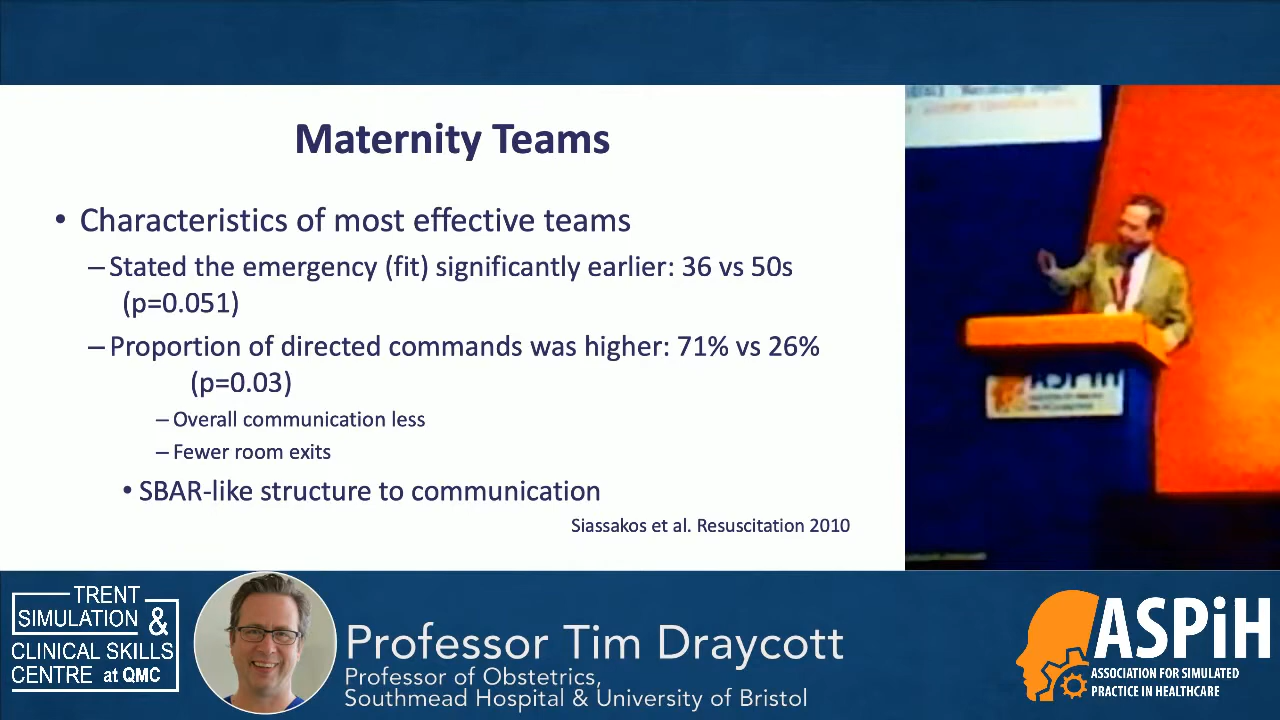 Maternity Teams
• Characteristics of most effective teams
– Stated the emergency (fit) significantly earlier: 36 vs 50s
(p=0.051)
– Proportion of directed commands was higher: 71% vs 26%
(p=0.03)
– Overall communication less
– Fewer room exits
• SBAR-like structure to communication
Siassakos et al. Resuscitation 2010
ASPiH
TRENT
SIMULATION &
CLINICAL SKILLS
CENTRE at QMC
Professor Tim Draycott
Professor of Obstetrics,
Southmead Hospital & University of Bristol
ASPiH
ASSOCIATION FOR SIMULATED
PRACTICE IN HEALTHCARE